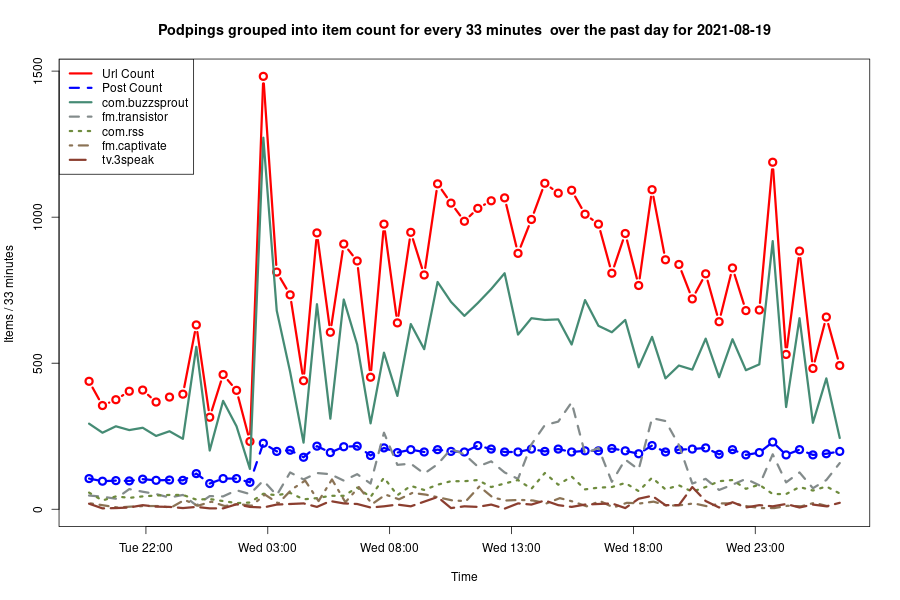 Podpings grouped into item count for every 33 minutes  over the past day for 2021-08-19
Items / 33 minutes
1500
1000
500
0
Url Count
Post Count
com.buzzsprout
fm.transistor
com.rss
fm.captivate
tv.3speak
Tue 22:00
Wed 03:00
Wed 08:00
Wed 13:00
Wed 18:00
Wed 23:00
Time